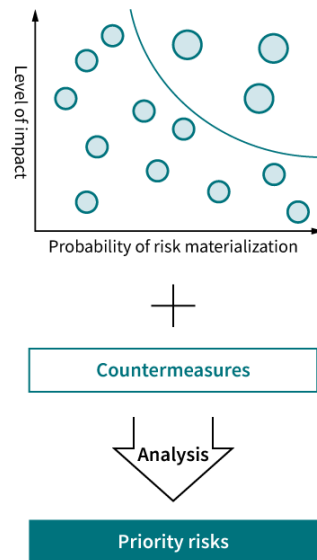 Level of impact
Probability of risk materialization
Countermeasures
Analysis
Priority risks